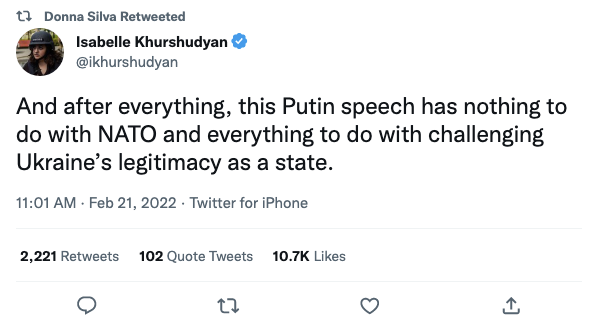 Donna Silva Retweeted
Isabelle Khurshudyan
@ikhurshudyan
And after everything, this Putin speech has nothing to
do with NATO and everything to do with challenging
Ukraine’s legitimacy as a state.
11:01 AM · Feb 21, 2022 · Twitter for iPhone
2,221 Retweets 102 Quote Tweets 10.7K Likes